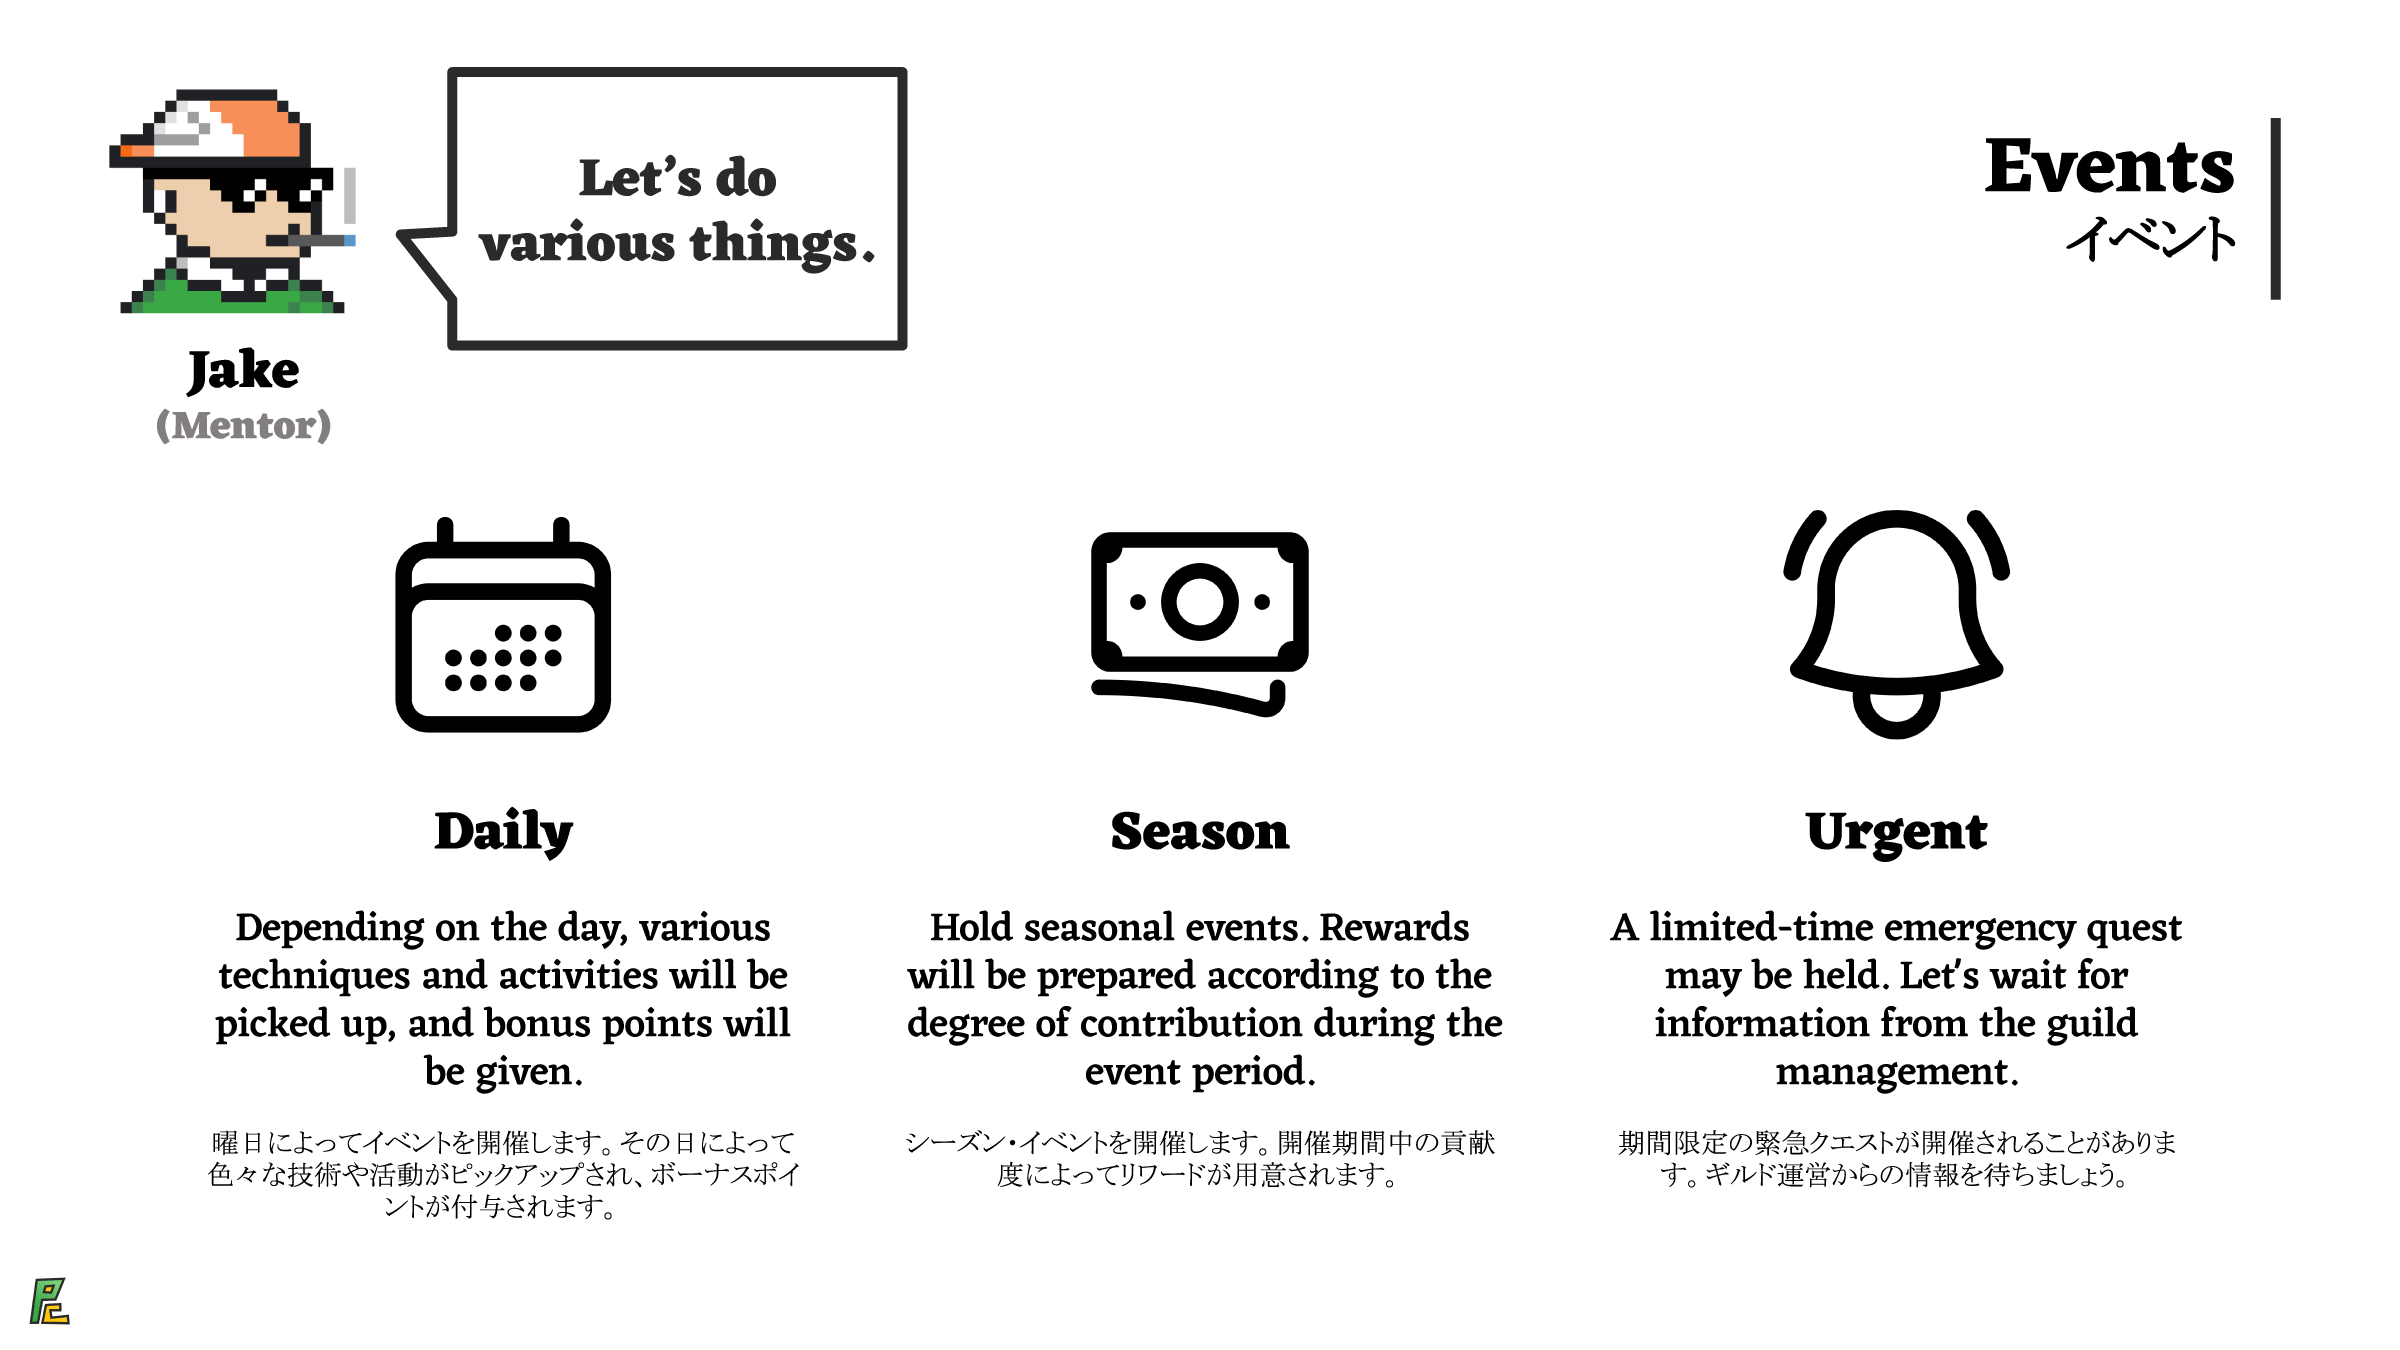 Let's do
various things.
Jake
(Mentor)
Events
イベント
Daily
Depending on the day, various
techniques and activities will be
picked up, and bonus points will
be given.
曜日によってイベントを開催します。その日によって
色々な技術や活動がピックアップされ、ボーナスポイ
ントが付与されます。
Season
Hold seasonal events. Rewards
will be prepared according to the
degree of contribution during the
event period.
シーズン・イベントを開催します。開催期間中の貢献
度によってリワードが用意されます。
Urgent
A limited-time emergency quest
may be held. Let's wait for
information from the guild
management.
期間限定の緊急クエストが開催されることがありま
す。ギルド運営からの情報を待ちましょう。